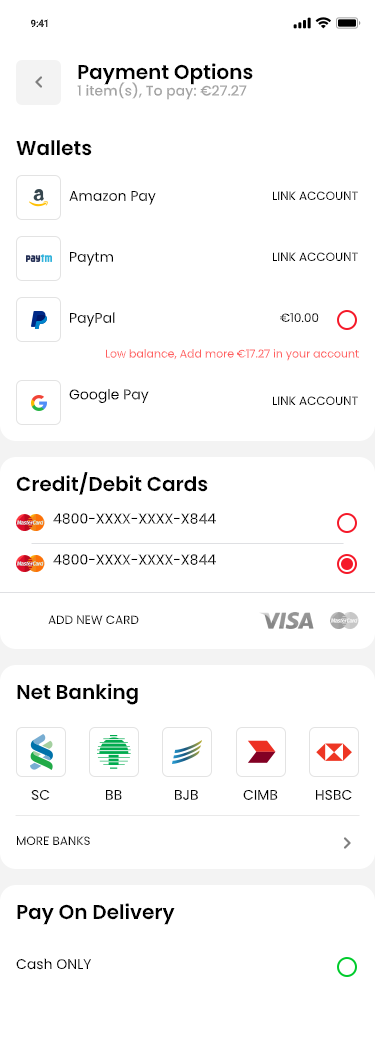 9:41
Payment Options
1 item(s), To pay: €27.27
Wallets
a
Amazon Pay
LINK ACCOUNT
paytm
Paytm
LINK ACCOUNT
PayPal
€10.00
Low balance, Add more €17.27 in your account
G
Google Pay
LINK ACCOUNT
Credit/Debit Cards
MasterCard
4800-XXXX-XXXX-X844
MasterCard
4800-XXXX-XXXX-X844
ADD NEW CARD
VISA
MasterCard
Net Banking
SC
BB
BJB
CIMB
HSBC
MORE BANKS
Pay On Delivery
Cash ONLY